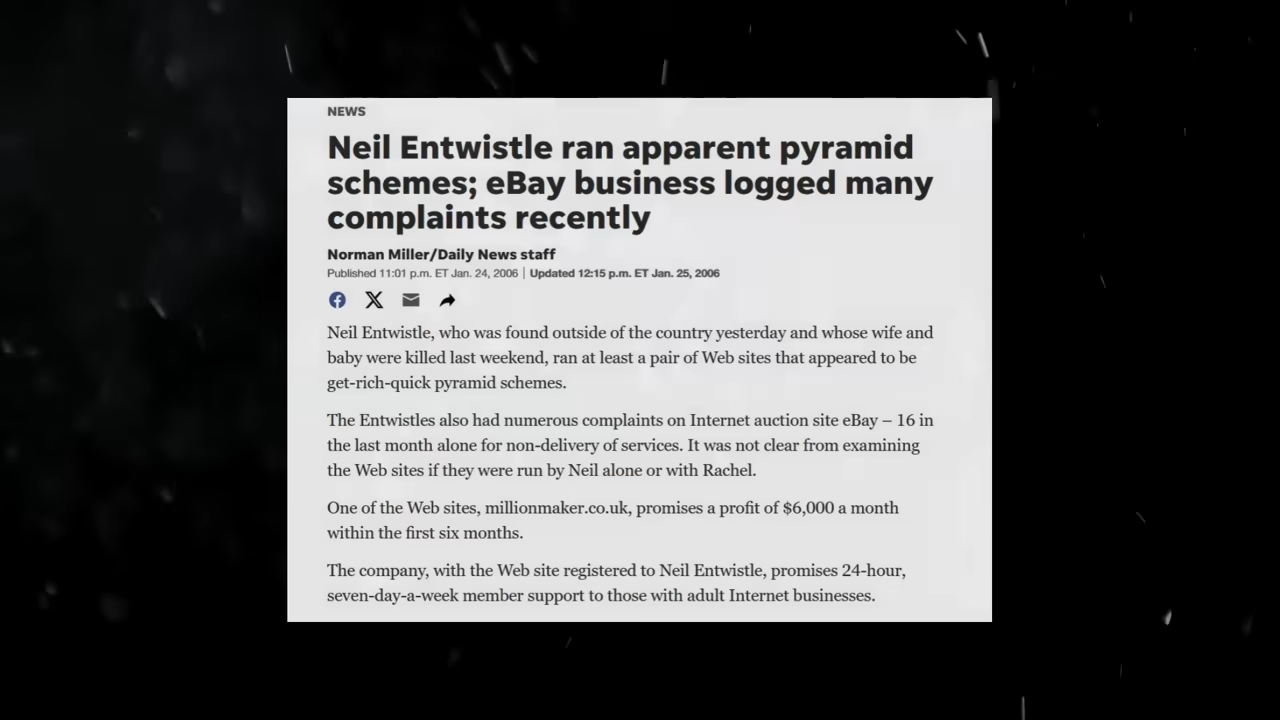 NEWS
Neil Entwistle ran apparent pyramid
schemes; eBay business logged many
complaints recently
Norman Miller/Daily News staff
Published 11:01 p.m. ET Jan. 24, 2006 | Updated 12:15 p.m. ET Jan. 25, 2006
Neil Entwistle, who was found outside of the country yesterday and whose wife and
baby were killed last weekend, ran at least a pair of Web sites that appeared to be
get-rich-quick pyramid schemes.
The Entwistles also had numerous complaints on Internet auction site eBay – 16 in
the last month alone for non-delivery of services. It was not clear from examining
the Web sites if they were run by Neil alone or with Rachel.
One of the Web sites, millionmaker.co.uk, promises a profit of $6,000 a month
within the first six months.
The company, with the Web site registered to Neil Entwistle, promises 24-hour,
seven-day-a-week member support to those with adult Internet businesses.